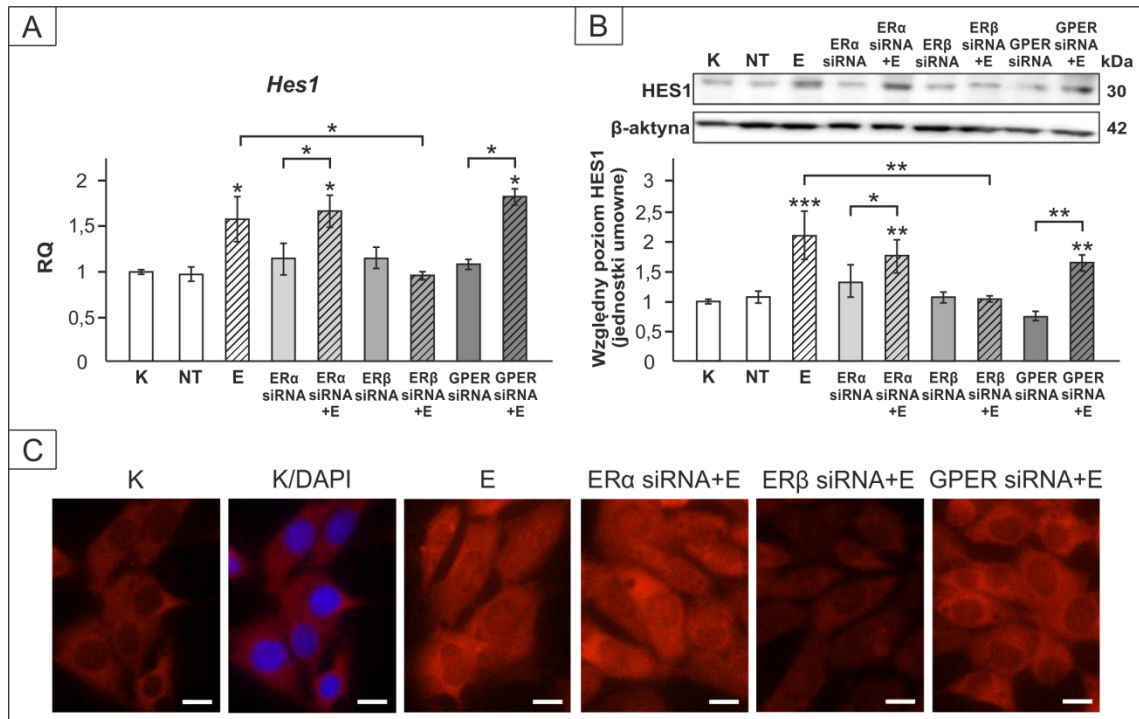 A
Hes1
*
*
*
*
*
*
RQ
2
1,5
1
0,5
0
K
NT
E
ERα
siRNA
ERα
siRNA
+E
ERβ
siRNA
ERβ
siRNA
+E
GPER
siRNA
GPER
siRNA
+E
B
K
NT
E
ERα
siRNA
ERα
siRNA
+E
ERβ
siRNA
ERβ
siRNA
+E
GPER
siRNA
GPER
siRNA
+E
kDa
HES1
30
β-aktyna
42
**
***
*
**
**
**
Względny poziom HES1
(jednostki umowne)
3
2,5
2
1,5
1
0,5
0
K
NT
E
ERα
siRNA
ERα
siRNA
+E
ERβ
siRNA
ERβ
siRNA
+E
GPER
siRNA
GPER
siRNA
+E
C
K
K/DAPI
E
ERα siRNA+E
ERβ siRNA+E
GPER siRNA+E